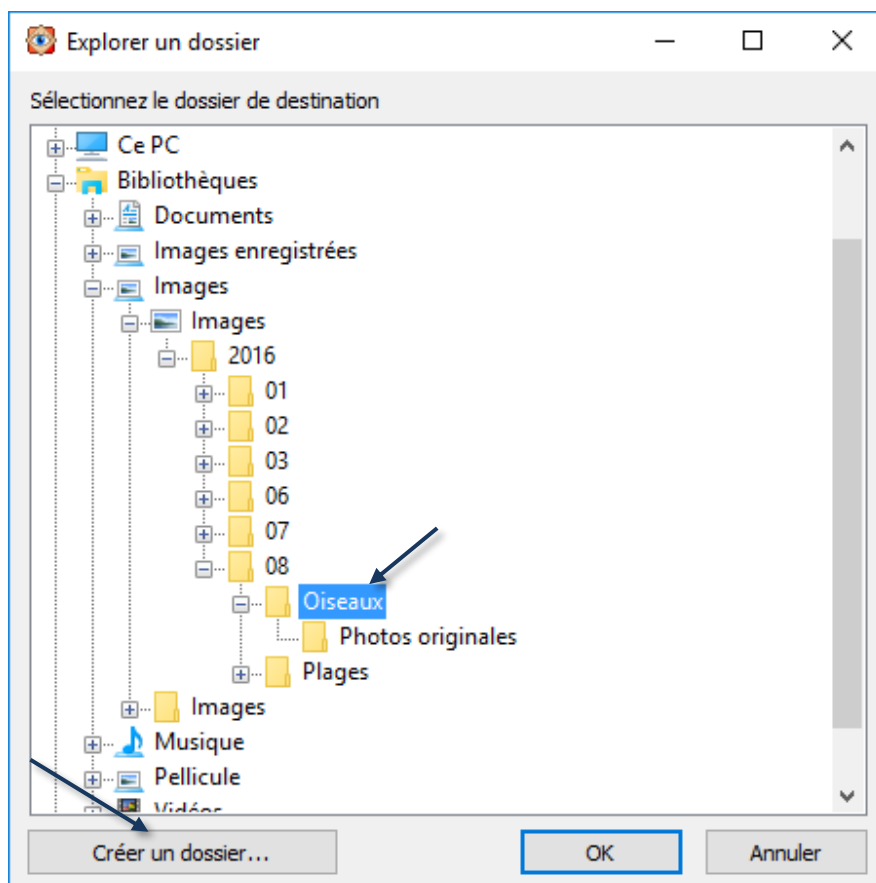 Explorer un dossier
Sélectionnez le dossier de destination
Ce PC
Bibliothèques
Documents
Images enregistrées
Images
Images
2016
01
02
03
06
07
08
Oiseaux
Photos originales
Plages
Images
Musique
Pellicule
Vidéos
Créer un dossier... OK Annuler